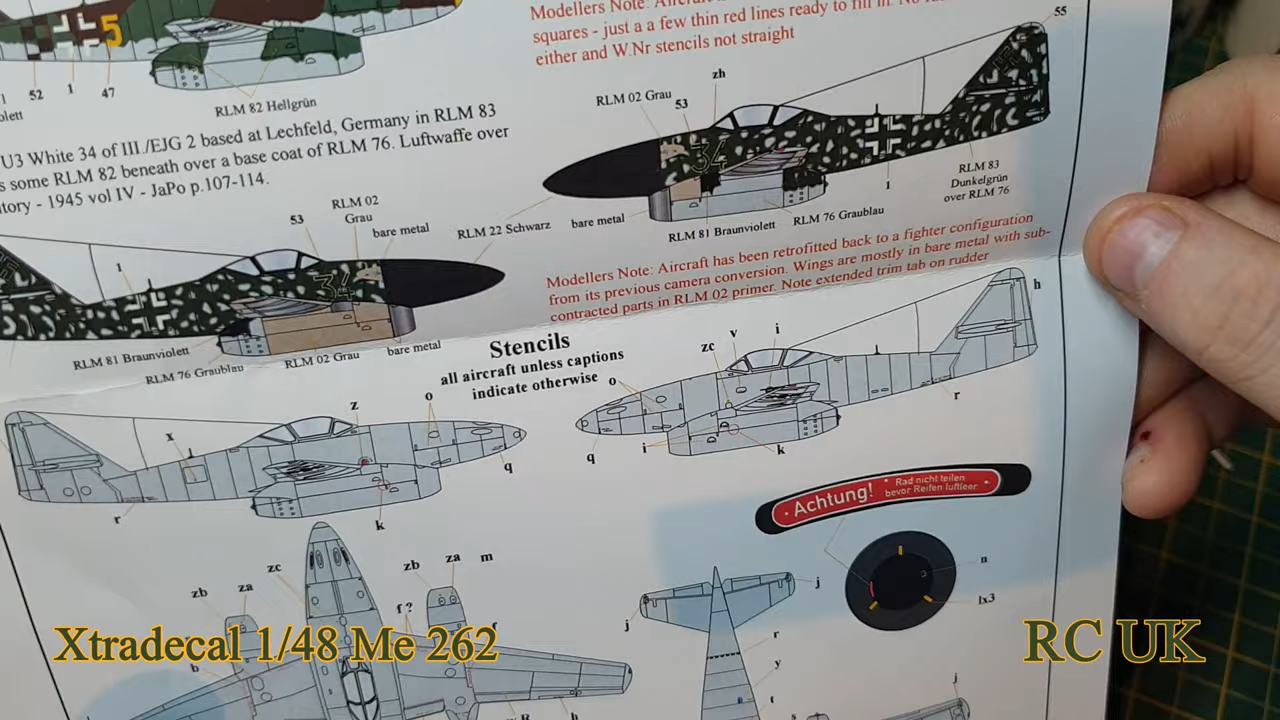 Modellers Note:
squares - just a a few thin red lines ready to fill in.
either and W.Nr stencils not straight
5
52
1
47
RLM 82 Hellgrün
U3 White 34 of III./EJG 2 based at Lechfeld, Germany in RLM 83
s some RLM 82 beneath over a base coat of RLM 76. Luftwaffe over
tory - 1945 vol IV - JaPo p.107-114.
55
zh
RLM 02 Grau
53
34
1
RLM 83
Dunkelgrün
over RLM 76
bare metal
RLM 81 Braunviolett
RLM 76 Graublau
RLM 22 Schwarz
RLM 02
Grau
53
bare metal
1
34
RLM 81 Braunviolett
RLM 76 Graublau
RLM 02 Grau
bare metal
Modellers Note: Aircraft has been retrofitted back to a fighter configuration
from its previous camera conversion. Wings are mostly in bare metal with sub-
contracted parts in RLM 02 primer. Note extended trim tab on rudder
Stencils
all aircraft unless captions
indicate otherwise
z
o
x
q
r
k
h
i
v
zc
o
r
q
i
k
Achtung!
Rad nicht teilen
bevor Reifen luftleer
n
lx3
zc
zb
za
zb
za
m
f ?
f
b
h
j
j
r
y
t
s
j
Xtradecal 1/48 Me 262
RC UK